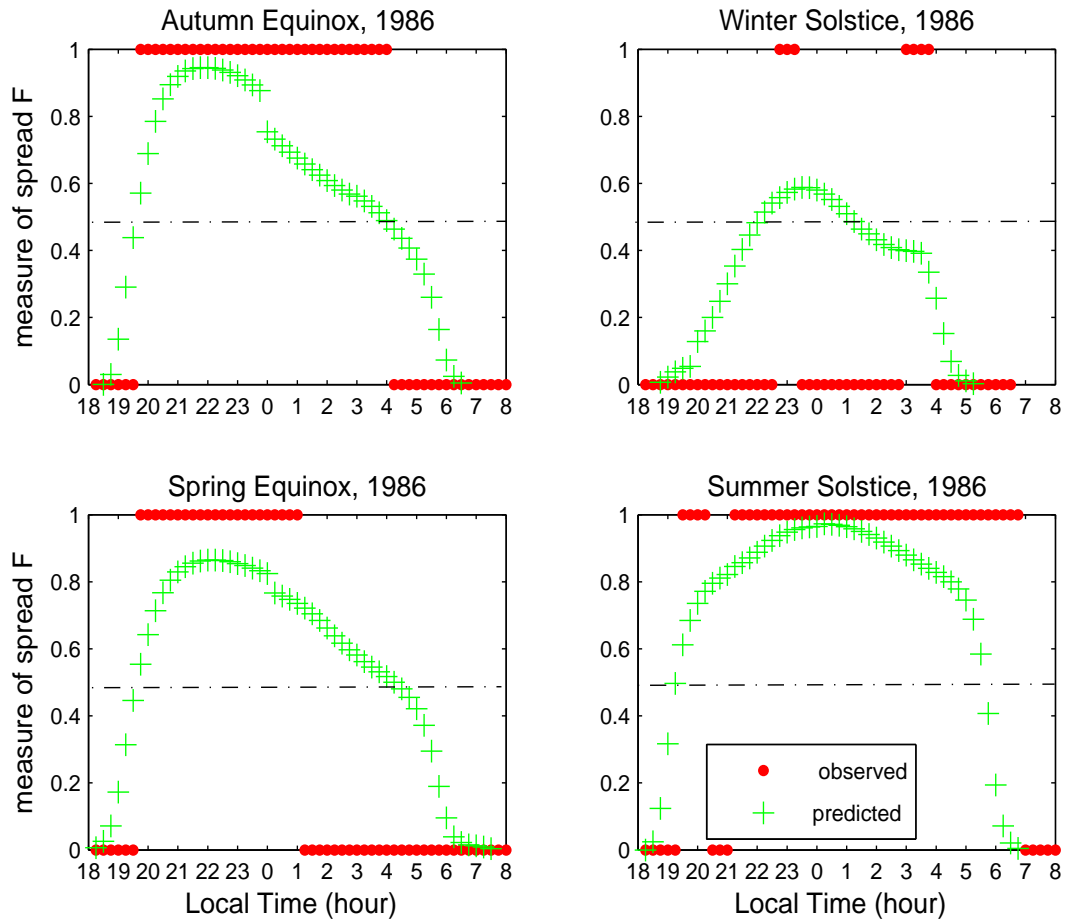 Autumn Equinox, 1986
measure of spread F
1
0.8
0.6
0.4
0.2
0
18 19 20 21 22 23 0 1 2 3 4 5 6 7 8
Winter Solstice, 1986
1
0.8
0.6
0.4
0.2
0
18 19 20 21 22 23 0 1 2 3 4 5 6 7 8
Spring Equinox, 1986
measure of spread F
1
0.8
0.6
0.4
0.2
0
18 19 20 21 22 23 0 1 2 3 4 5 6 7 8
Local Time (hour)
Summer Solstice, 1986
1
0.8
0.6
0.4
0.2
0
observed
predicted
18 19 20 21 22 23 0 1 2 3 4 5 6 7 8
Local Time (hour)